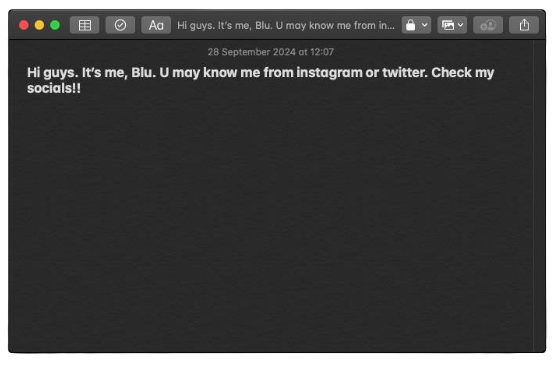 Aa Hi guys. It's me, Blu. U may know me from in...
28 September 2024 at 12:07
Hi guys. It's me, Blu. U may know me from instagram or twitter. Check my
socials!!